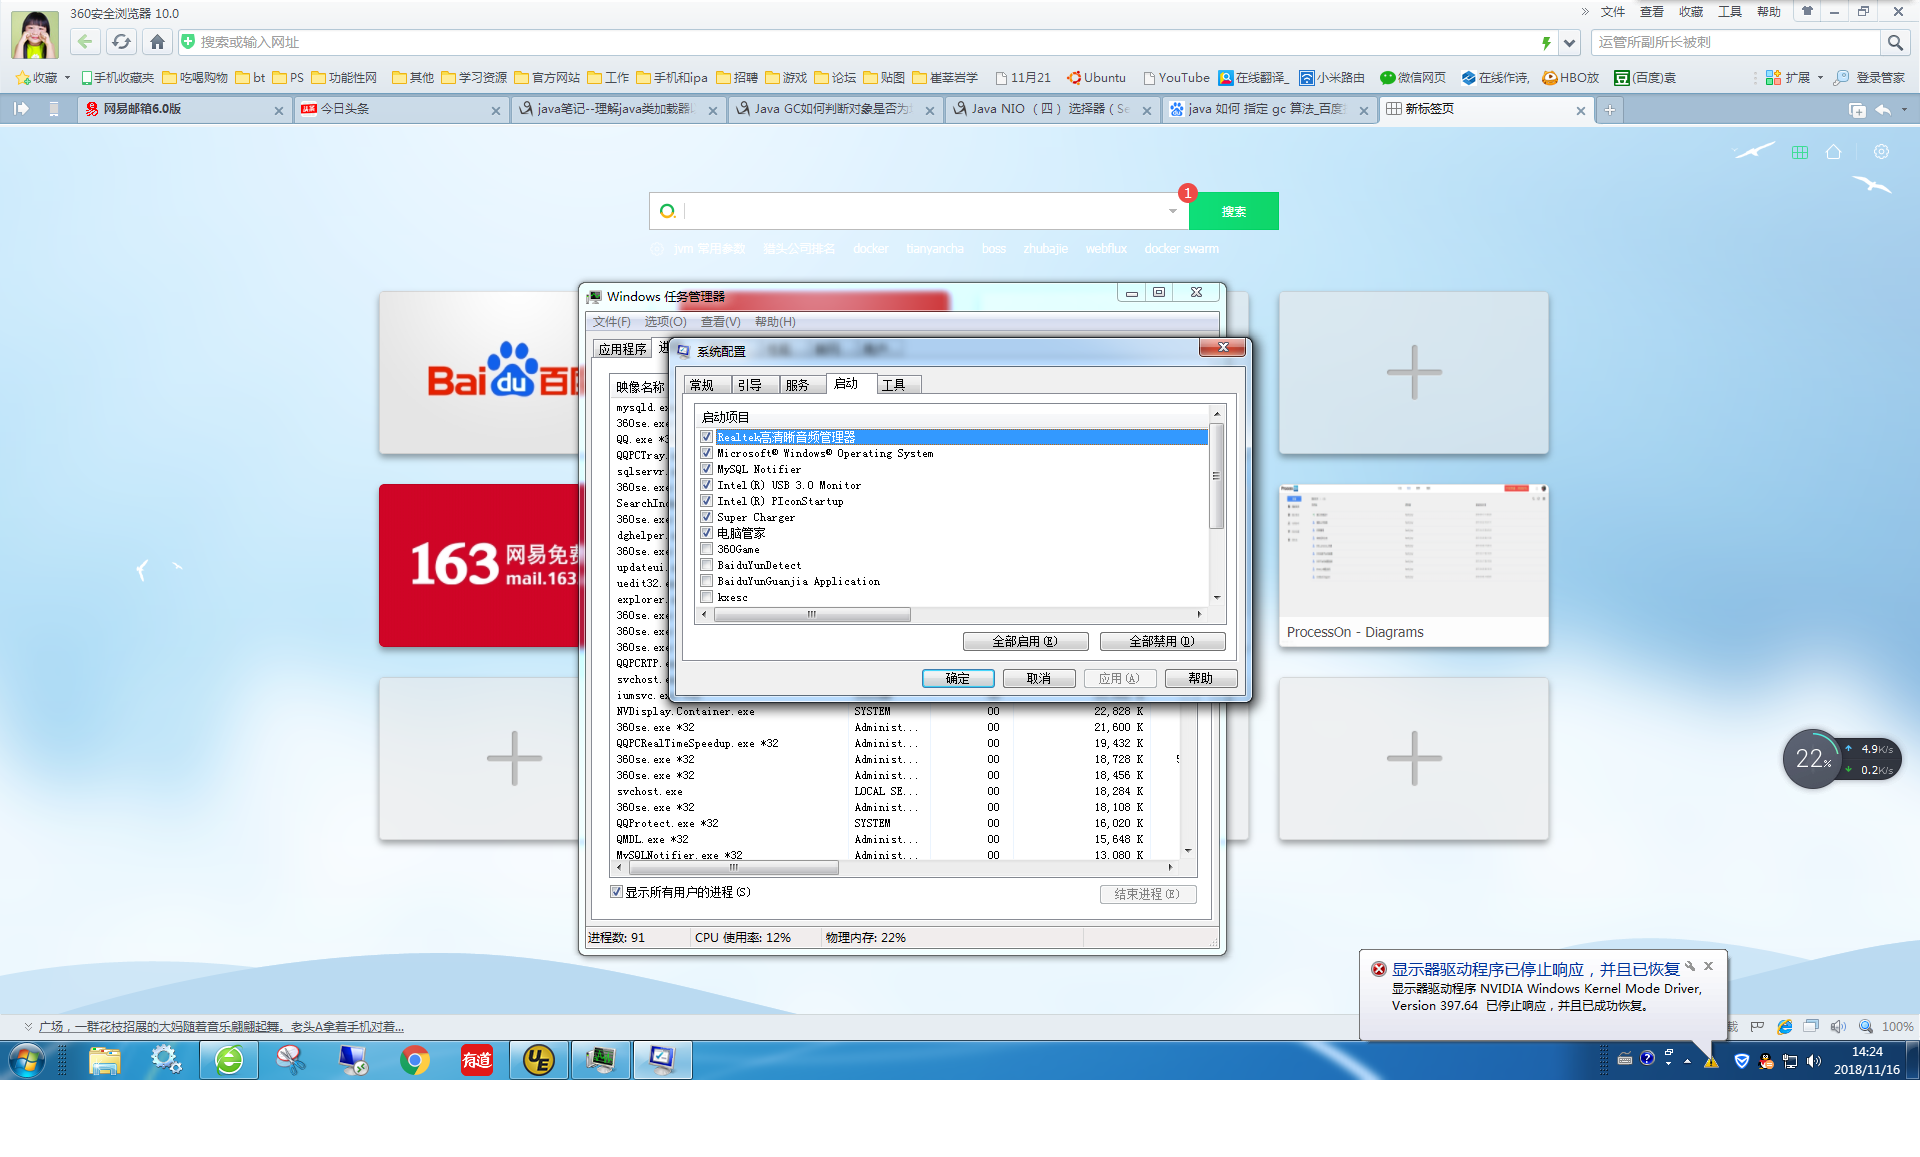 360安全浏览器 10.0
» 文件 查看 收藏 工具 帮助
搜索或输入网址
运管所副所长被刺
收藏 手机收藏夹 吃喝购物 bt PS 功能性网 其他 学习资源 官方网站 工作 手机和ipa 招聘 游戏 论坛 贴图 崔莘岩学 11月21 Ubuntu YouTube 在线翻译_ 小米路由 微信网页 在线作诗, HBO放 (百度)袁 扩展 登录管家
网易邮箱6.0版
今日头条
java笔记--理解java类加载器
Java GC如何判断对象是否为
Java NIO （四）选择器 ( Se
java 如何 指定 gc 算法_百度
新标签页
1
搜索
jvm 常用参数 猎头公司排名 docker tianyancha boss zhubajie webflux docker swarm
Windows 任务管理器
文件(F) 选项(O) 查看(V) 帮助(H)
应用程序
映像名称
系统配置
常规 引导 服务 启动 工具
启动项目
Realtek高清晰音频管理器
Microsoft® Windows® Operating System
MySQL Notifier
Intel(R) USB 3.0 Monitor
Intel(R) PIconStartup
Super Charger
电脑管家
360Game
BaiduYunDetect
BaiduYunGuanjia Application
kxesc
全部启用(E) 全部禁用(D)
确定 取消 应用(A) 帮助
mysqld.ex
360se.exe
QQ.exe *3
QQPCTray.
sqlservr.
360se.exe
SearchInd
360se.exe
dghelper.
360se.exe
updateui.
uedit32.e
explorer.
360se.exe
360se.exe
360se.exe
QQPCRTP.e
svchost.e
iumsvc.ex
NVDisplay.Container.exe SYSTEM 00 22,828 K
360se.exe *32 Administ... 00 21,600 K
QQPCRealTimeSpeedup.exe *32 Administ... 00 19,432 K
360se.exe *32 Administ... 00 18,728 K
360se.exe *32 Administ... 00 18,456 K
svchost.exe LOCAL SE... 00 18,284 K
360se.exe *32 Administ... 00 18,108 K
QQProtect.exe *32 SYSTEM 00 16,020 K
QMDL.exe *32 Administ... 00 15,648 K
MySQLNotifier.exe *32 Administ... 00 13,080 K
显示所有用户的进程(S)
结束进程(E)
进程数: 91 CPU 使用率: 12% 物理内存: 22%
Bai du 百
163 网易免费
mail.163.
ProcessOn - Diagrams
22%
4.9K/s
0.2K/s
显示器驱动程序已停止响应，并且已恢复
显示器驱动程序 NVIDIA Windows Kernel Mode Driver,
Version 397.64 已停止响应，并且已成功恢复。
广场，一群花枝招展的大妈随着音乐翩翩起舞。老头A拿着手机对着...
100%
有道
UE
14:24
2018/11/16